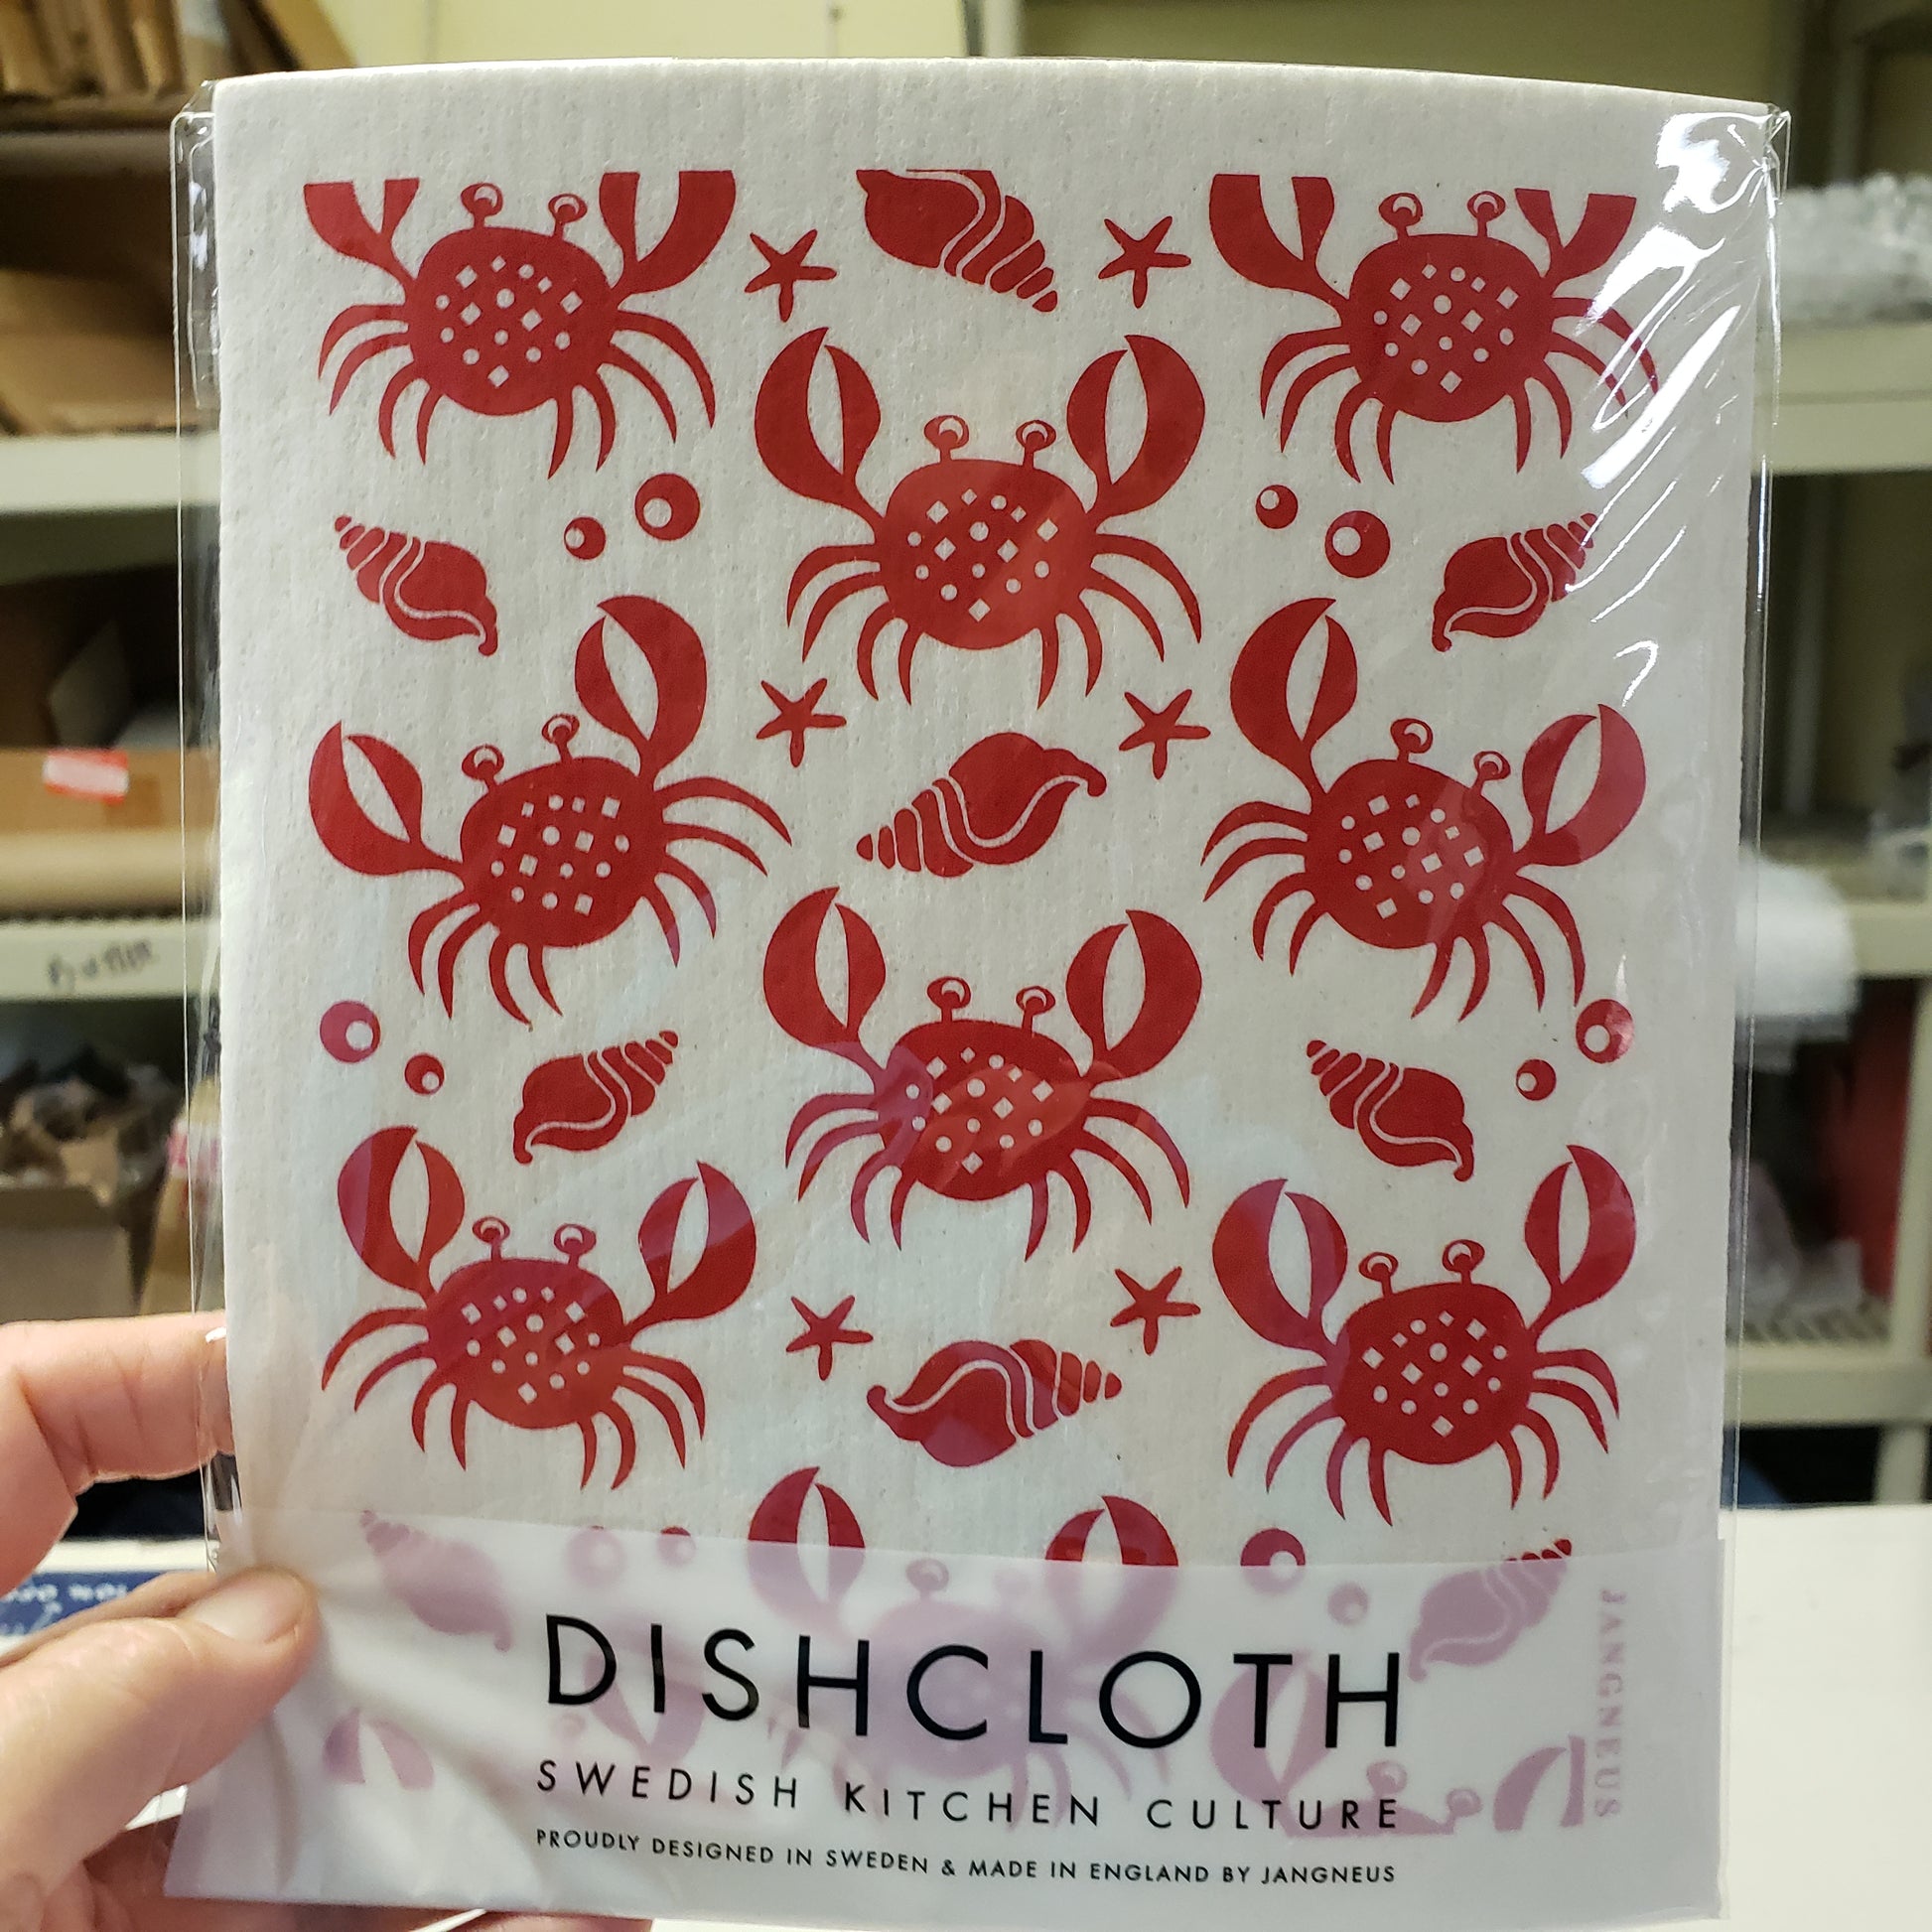 DISHCLOTH
SWEDISH KITCHEN CULTURE
PROUDLY DESIGNED IN SWEDEN & MADE IN ENGLAND BY JANGNEUS
JANGNEUS